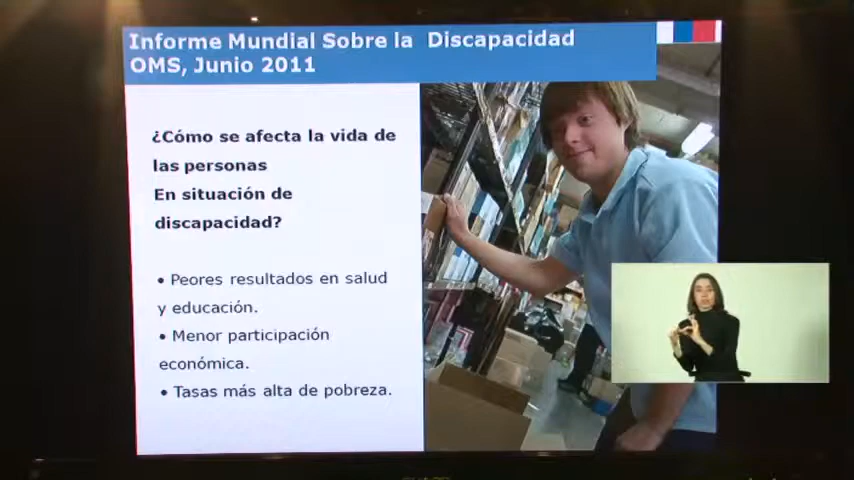 Informe Mundial Sobre la Discapacidad
OMS, Junio 2011
¿Cómo se afecta la vida de
las personas
En situación de
discapacidad?
• Peores resultados en salud
y educación.
• Menor participación
económica.
• Tasas más alta de pobreza.